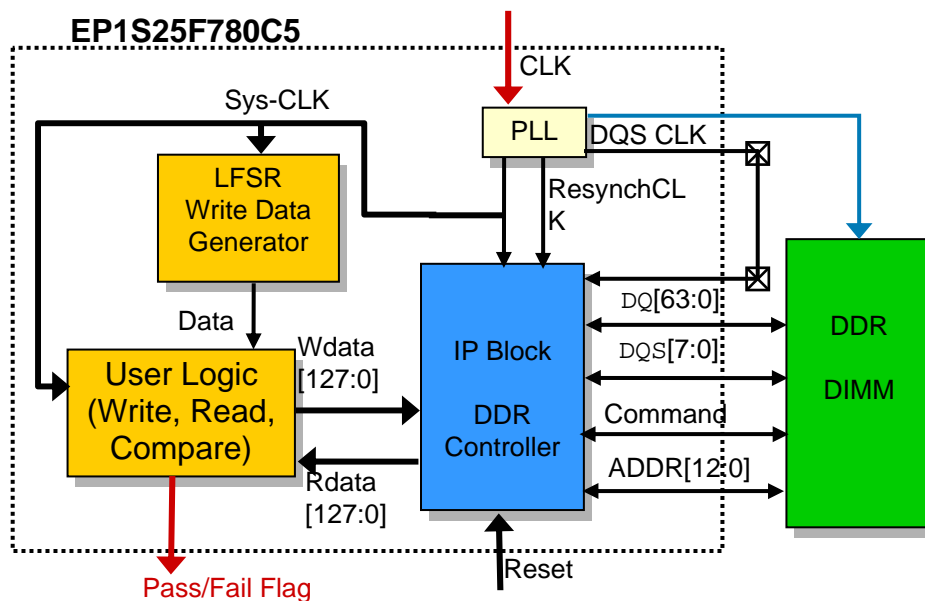 EP1S25F780C5
CLK
Sys-CLK
PLL
DQS CLK
LFSR
Write Data
Generator
ResynchCL
K
Data
DQ[63:0]
Wdata
[127:0]
IP Block
DDR
Controller
DQS[7:0]
DDR
DIMM
User Logic
(Write, Read,
Compare)
Command
ADDR[12:0]
Rdata
[127:0]
Reset
Pass/Fail Flag